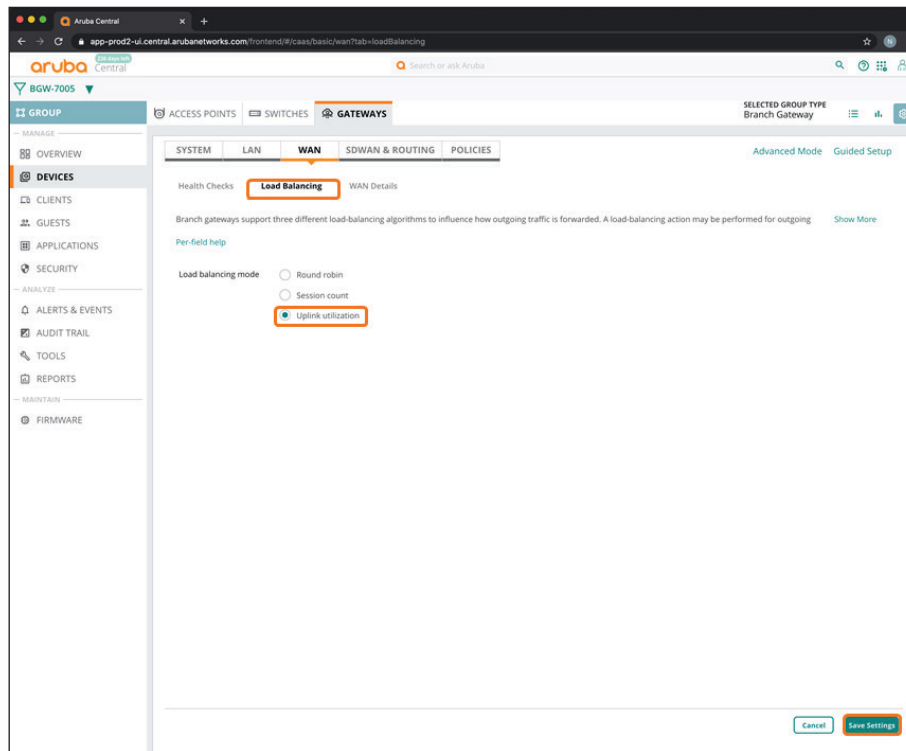 Aruba Central
app-prod2-ui.central.arubanetworks.com/frontend/#/caas/basic/wan?tab=loadBalancing
N
aruba Central
Search or ask Aruba
BGW-7005
GROUP
ACCESS POINTS SWITCHES GATEWAYS
SELECTED GROUP TYPE
Branch Gateway
MANAGE
OVERVIEW
DEVICES
CLIENTS
GUESTS
APPLICATIONS
SECURITY
ANALYZE
ALERTS & EVENTS
AUDIT TRAIL
TOOLS
REPORTS
MAINTAIN
FIRMWARE
SYSTEM LAN WAN SDWAN & ROUTING POLICIES
Advanced Mode Guided Setup
Health Checks Load Balancing WAN Details
Branch gateways support three different load-balancing algorithms to influence how outgoing traffic is forwarded. A load-balancing action may be performed for outgoing Show More
Per-field help
Load balancing mode Round robin
Session count
Uplink utilization
Cancel Save Settings